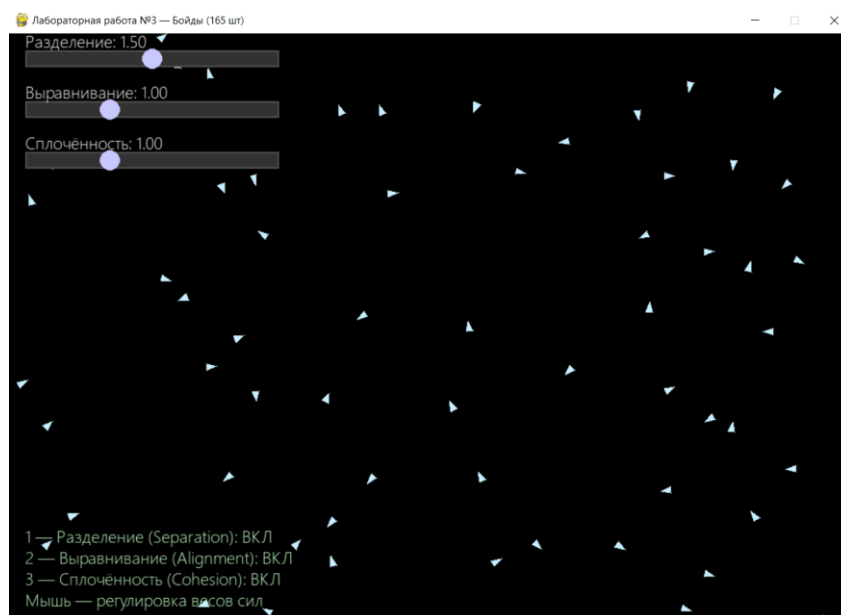 Лабораторная работа №3 — Бойды (165 шт)
Разделение: 1.50
Выравнивание: 1.00
Сплочённость: 1.00
1 — Разделение (Separation): ВКЛ
2 — Выравнивание (Alignment): ВКЛ
3 — Сплочённость (Cohesion): ВКЛ
Мышь — регулировка весов сил